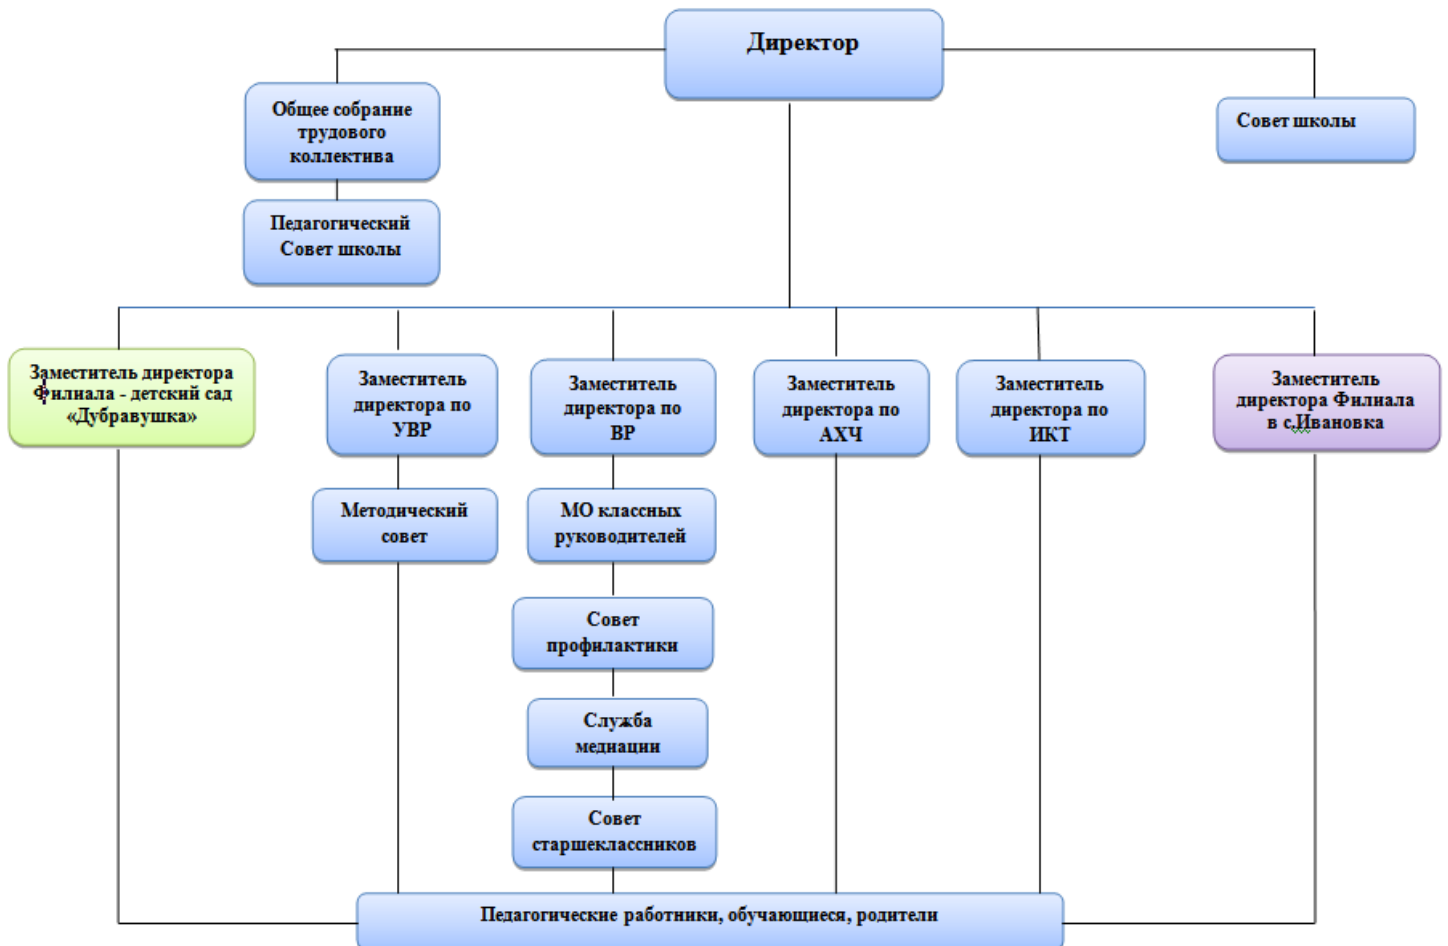 Директор
Общее собрание
трудового
коллектива
Совет школы
Педагогический
Совет школы
Заместитель директора
Филиала - детский сад
«Дубравушка»
Заместитель
директора по
УВР
Заместитель
директора по
ВР
Заместитель
директора по
АХЧ
Заместитель
директора по
ИКТ
Заместитель
директора Филиала
в с.Ивановка
Методический
совет
МО классных
руководителей
Совет
профилактики
Служба
медиации
Совет
старшеклассников
Педагогические работники, обучающиеся, родители